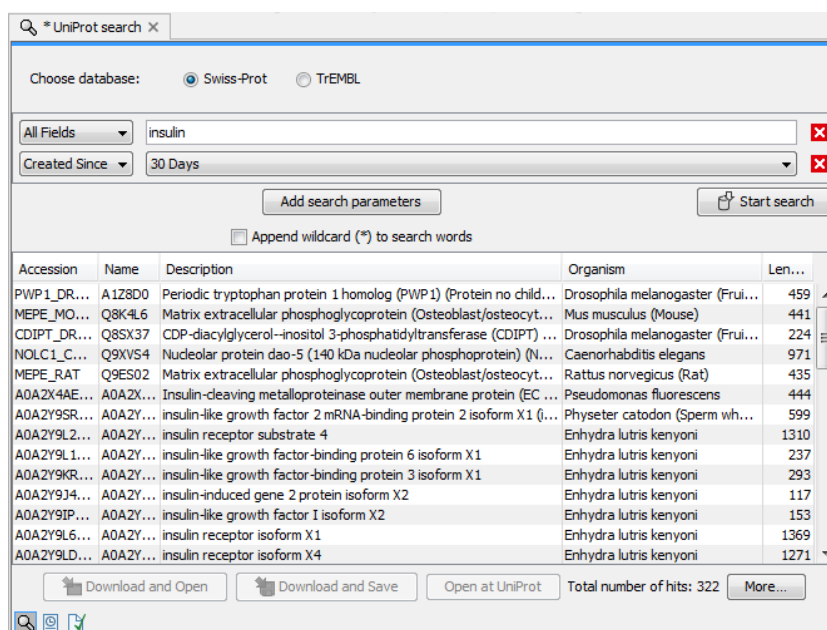 * UniProt search
Choose database: Swiss-Prot TrEMBL
All Fields insulin
Created Since 30 Days
Add search parameters Start search
Append wildcard (*) to search words
Accession Name Description Organism Len...
PWP1_DR... A1Z8D0 Periodic tryptophan protein 1 homolog (PWP1) (Protein no child... Drosophila melanogaster (Frui... 459
MEPE_MO... Q8K4L6 Matrix extracellular phosphoglycoprotein (Osteoblast/osteocyt... Mus musculus (Mouse) 441
CDIPT_DR... Q8SX37 CDP-diacylglycerol--inositol 3-phosphatidyltransferase (CDIPT) ... Drosophila melanogaster (Frui... 224
NOLC1_C... Q9XVS4 Nucleolar protein dao-5 (140 kDa nucleolar phosphoprotein) (N... Caenorhabditis elegans 971
MEPE_RAT Q9ES02 Matrix extracellular phosphoglycoprotein (Osteoblast/osteocyt... Rattus norvegicus (Rat) 435
A0A2X4AE... A0A2X... Insulin-cleaving metalloproteinase outer membrane protein (EC ... Pseudomonas fluorescens 444
A0A2Y9SR... A0A2Y... insulin-like growth factor 2 mRNA-binding protein 2 isoform X1 (i... Physeter catodon (Sperm wh... 599
A0A2Y9L2... A0A2Y... insulin receptor substrate 4 Enhydra lutris kenyoni 1310
A0A2Y9L1... A0A2Y... insulin-like growth factor-binding protein 6 isoform X1 Enhydra lutris kenyoni 237
A0A2Y9KR... A0A2Y... insulin-like growth factor-binding protein 3 isoform X1 Enhydra lutris kenyoni 293
A0A2Y9J4... A0A2Y... insulin-induced gene 2 protein isoform X2 Enhydra lutris kenyoni 117
A0A2Y9IP... A0A2Y... insulin-like growth factor I isoform X2 Enhydra lutris kenyoni 153
A0A2Y9L6... A0A2Y... insulin receptor isoform X1 Enhydra lutris kenyoni 1369
A0A2Y9LD... A0A2Y... insulin receptor isoform X4 Enhydra lutris kenyoni 1271
Download and Open Download and Save Open at UniProt Total number of hits: 322 More...